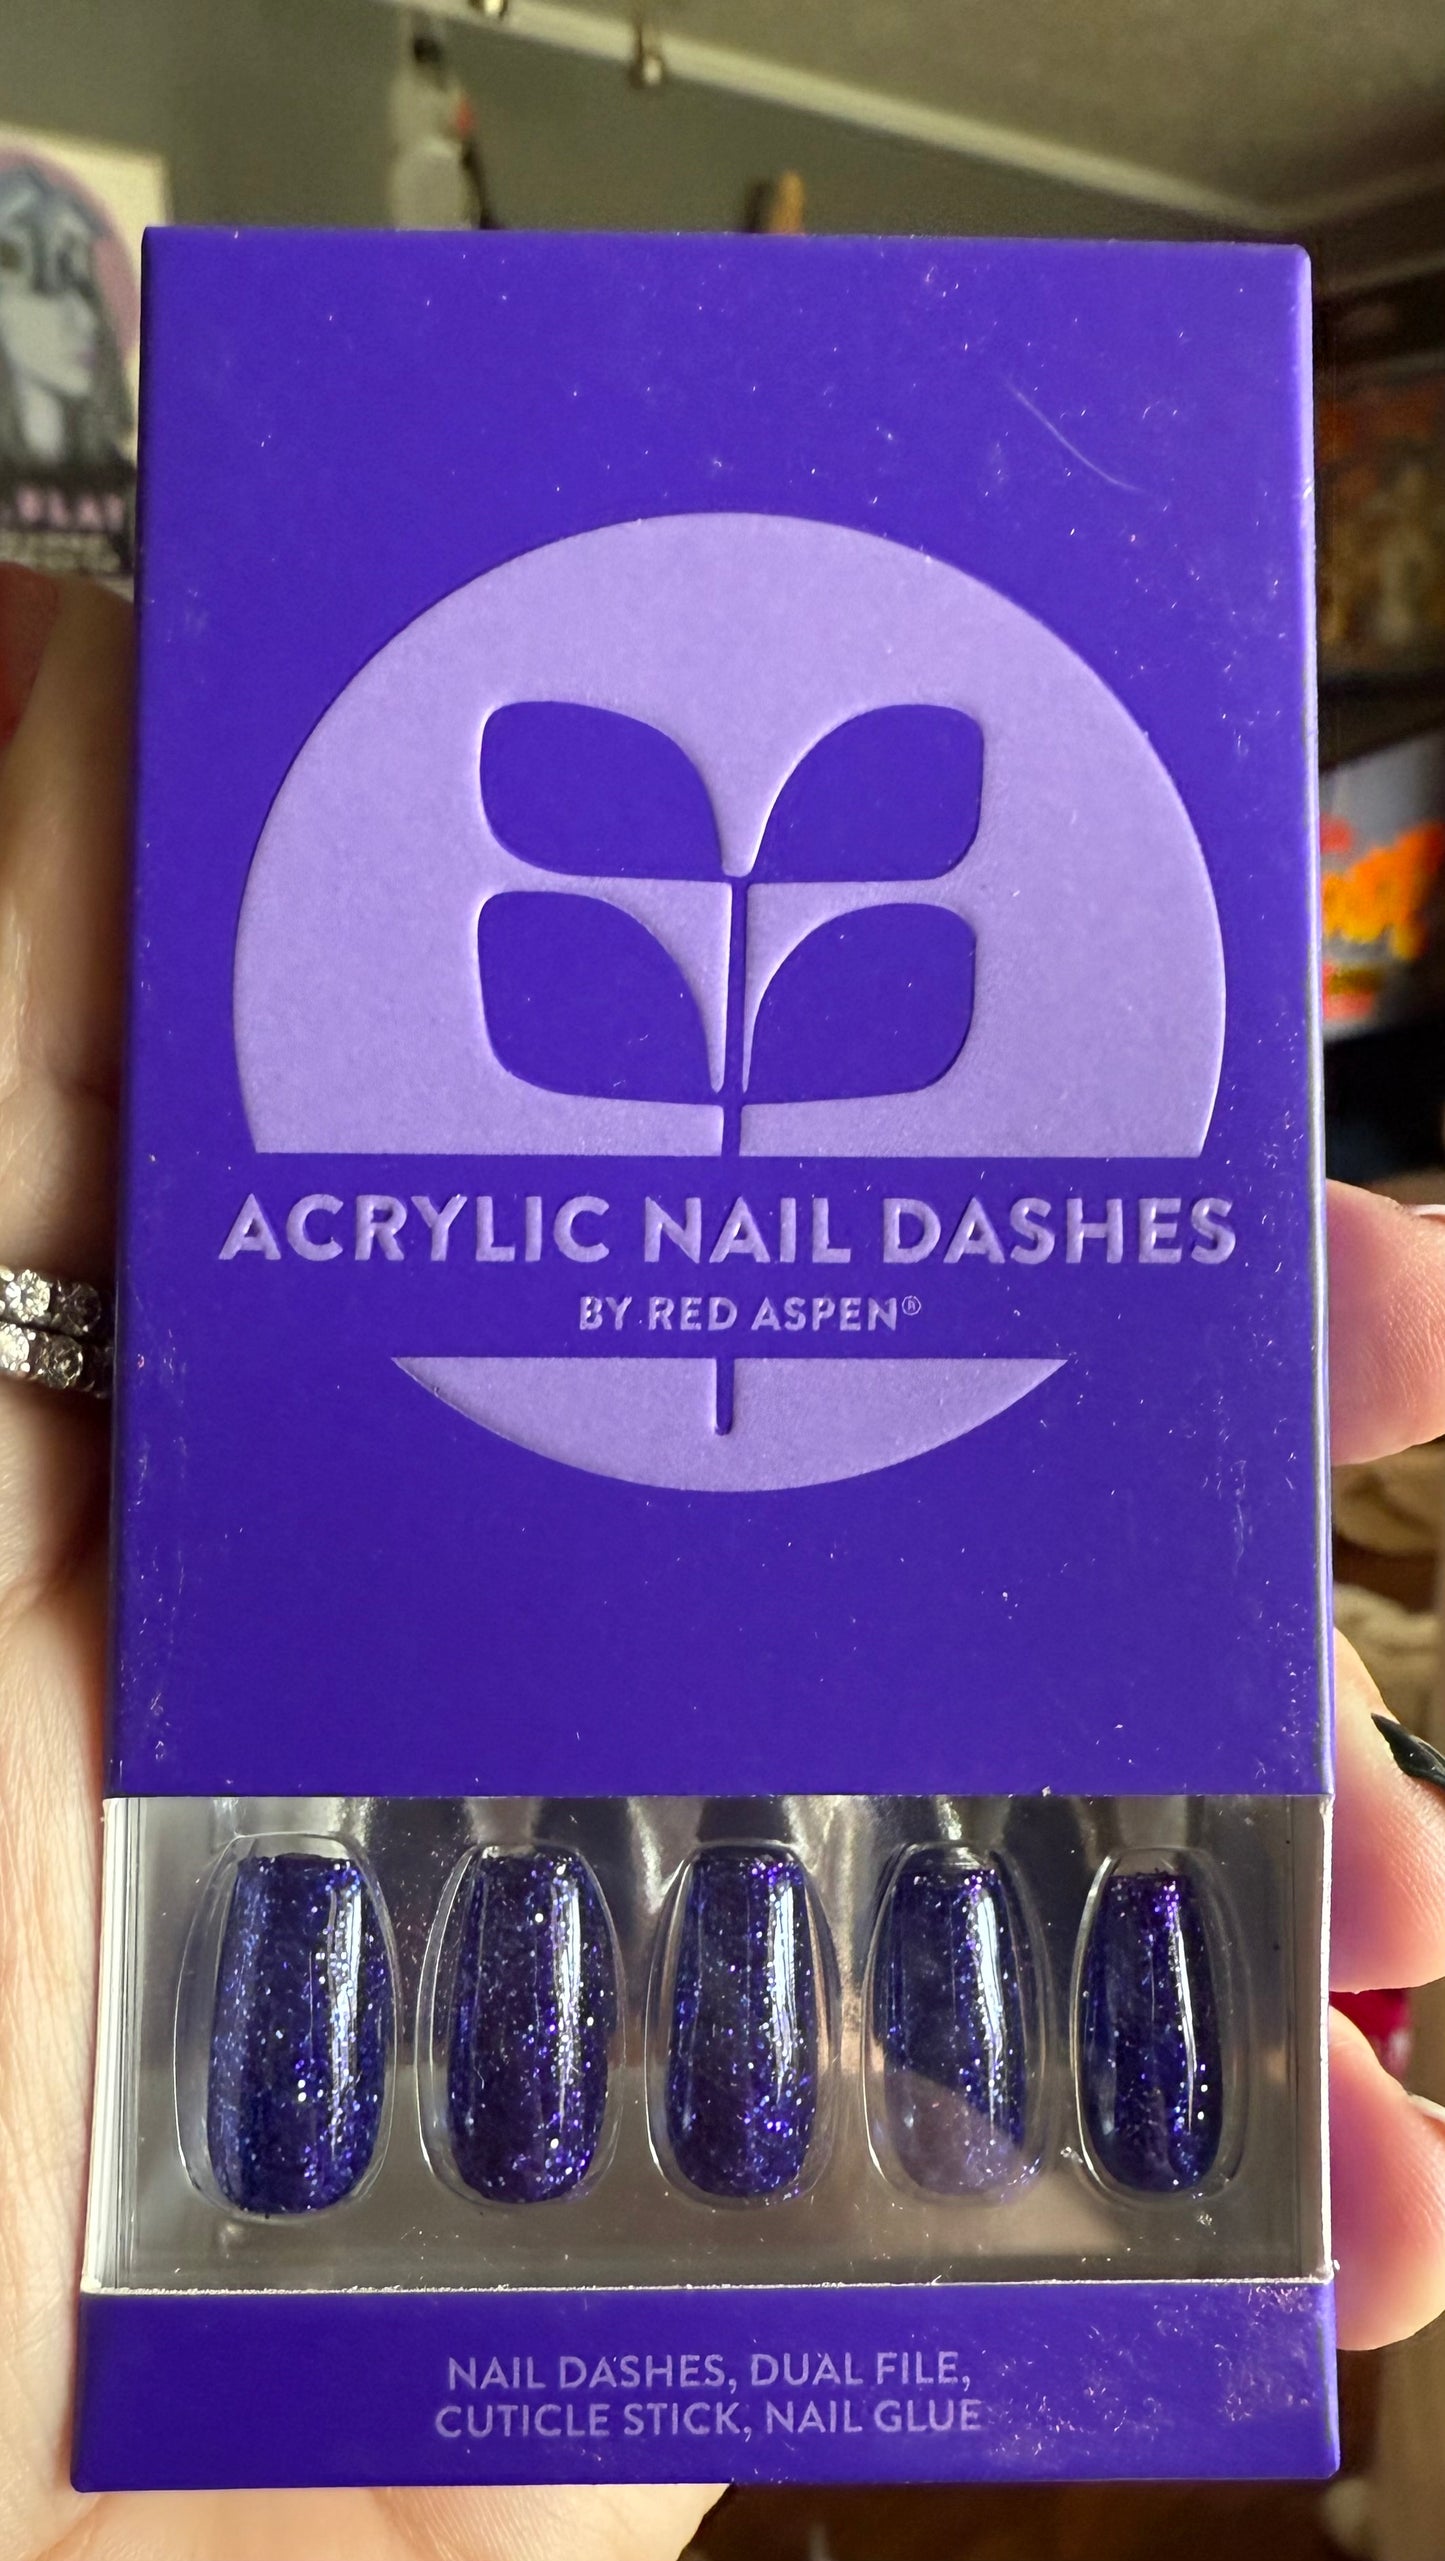 ACRYLIC NAIL DASHES
BY RED ASPEN®
NAIL DASHES, DUAL FILE,
CUTICLE STICK, NAIL GLUE